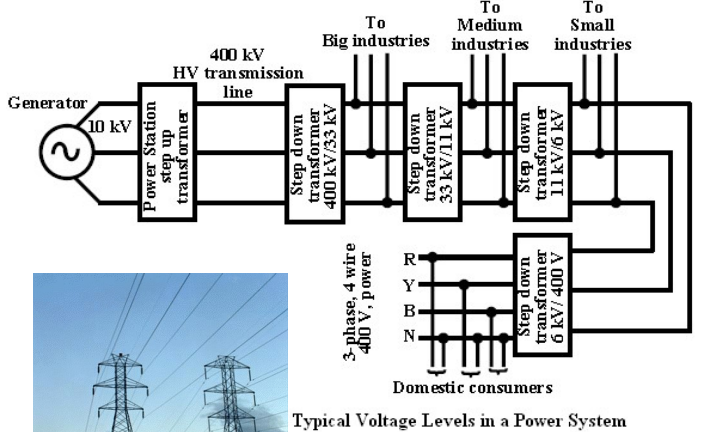 To
Big industries
To
Medium
industries
To
Small
industries
400 kV
HV transmission
line
Generator
10 kV
Power Station
step up
transformer
Step down
transformer
400 kV/33 kV
Step down
transformer
33 kV/11 kV
Step down
transformer
11 kV/6 kV
3-phase, 4 wire
400 V, power
R
Y
B
N
Step down
transformer
6 kV/ 400 V
Domestic consumers
Typical Voltage Levels in a Power System